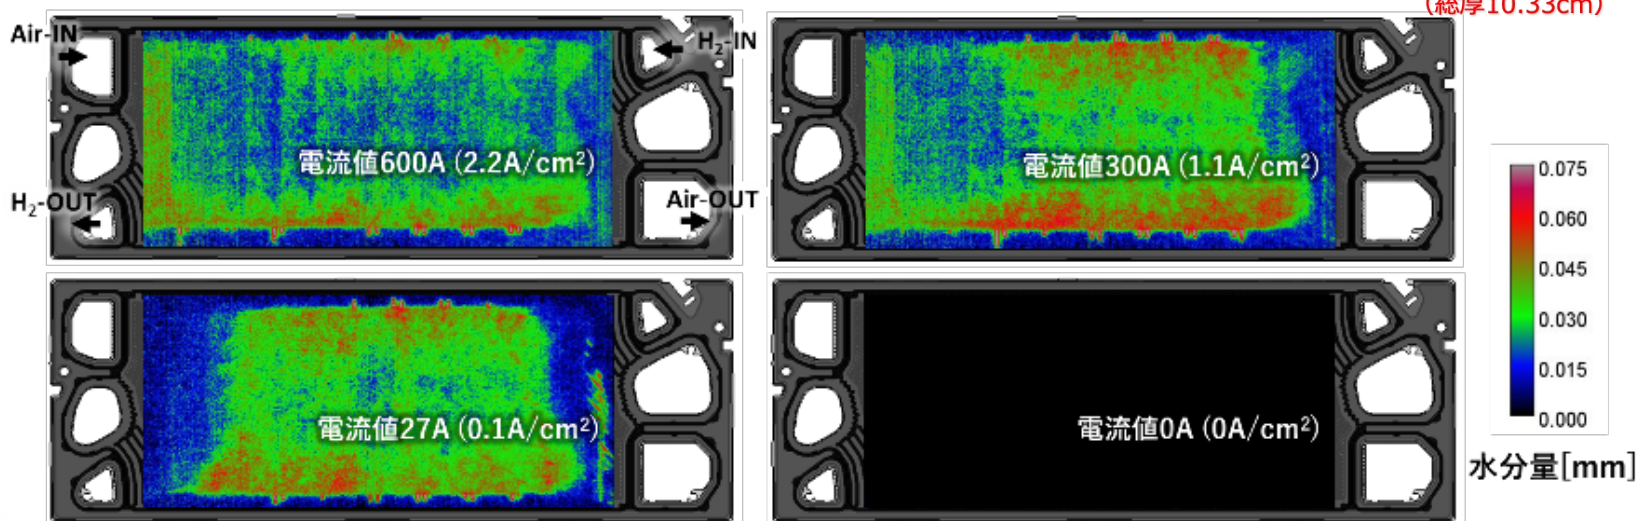 (総厚10.33cm)
Air-IN
H₂-IN
電流値600A (2.2A/cm²)
H₂-OUT
Air-OUT
電流値300A (1.1A/cm²)
電流値27A (0.1A/cm²)
電流値0A (0A/cm²)
0.075
0.060
0.045
0.030
0.015
0.000
水分量[mm]